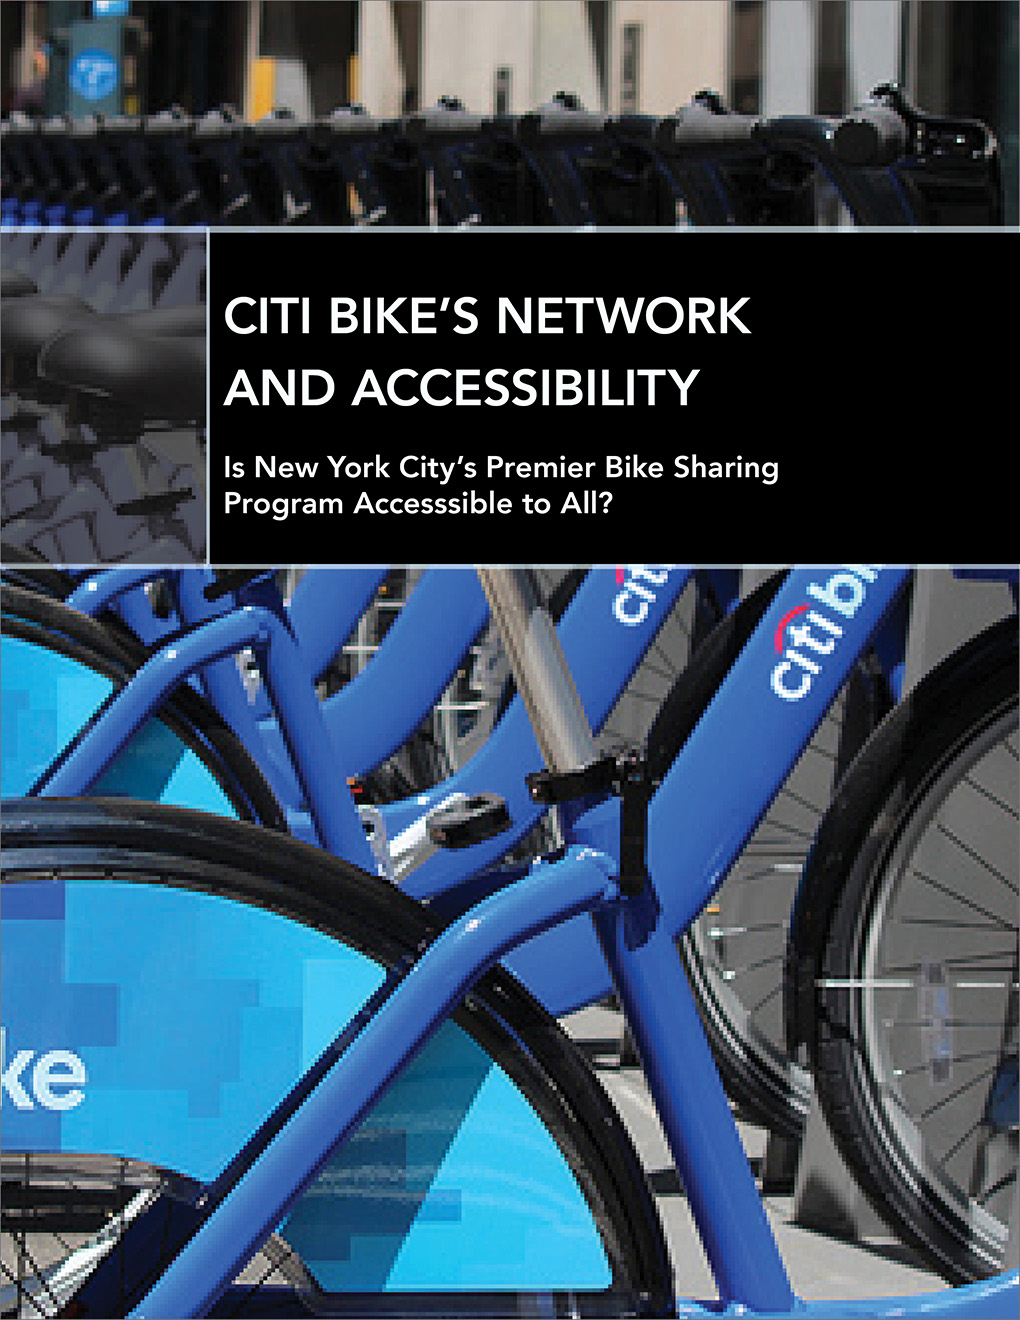 CITI BIKE’S NETWORK
AND ACCESSIBILITY
Is New York City’s Premier Bike Sharing
Program Accesssible to All?
citi
citi bi
ke